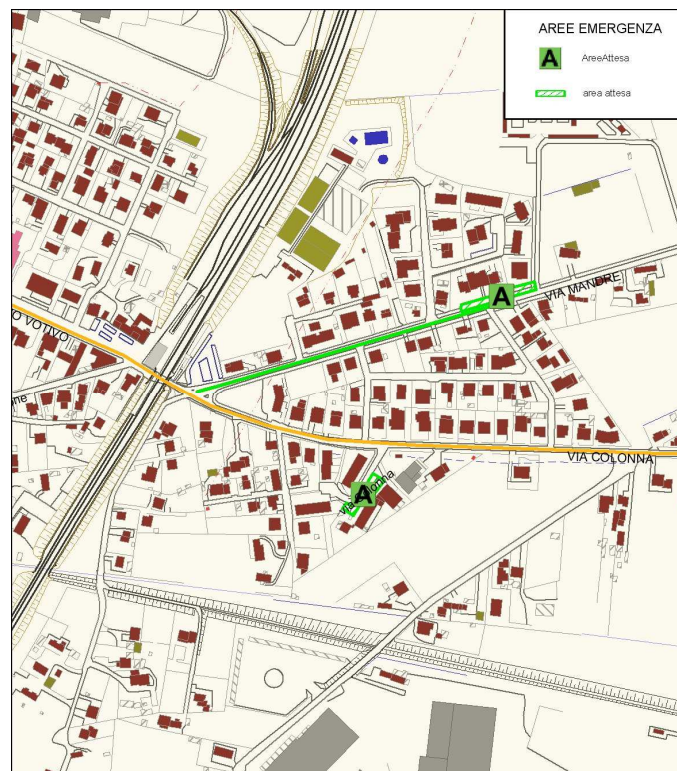 AREE EMERGENZA
A AreeAttesa
area attesa
A
VIA MANDRE
VOTIVO
VIA COLONNA
A